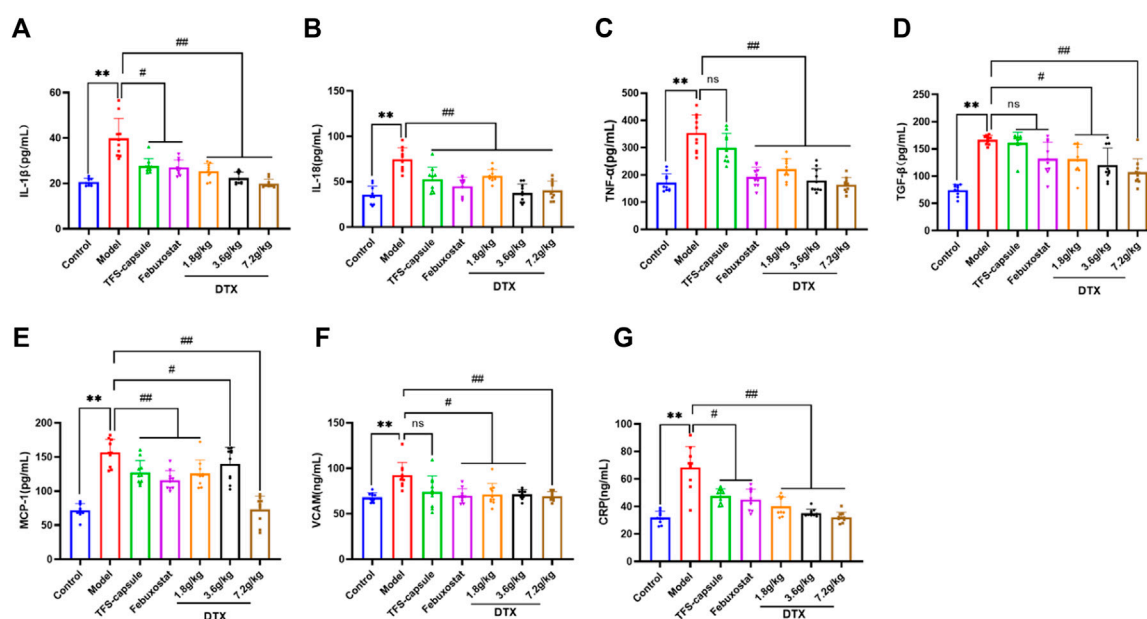 A
##
**
#
IL-1β(pg/mL)
60
40
20
0
Control
Model
TFS-capsule
Febuxostat
1.8g/kg
3.6g/kg
7.2g/kg
DTX
B
##
**
IL-18(pg/mL)
150
100
50
0
Control
Model
TFS-capsule
Febuxostat
1.8g/kg
3.6g/kg
7.2g/kg
DTX
C
##
**
ns
TNF-α(pg/mL)
500
400
300
200
100
0
Control
Model
TFS-capsule
Febuxostat
1.8g/kg
3.6g/kg
7.2g/kg
DTX
D
##
#
**
ns
TGF-β(pg/mL)
250
200
150
100
50
0
Control
Model
TFS-capsule
Febuxostat
1.8g/kg
3.6g/kg
7.2g/kg
DTX
E
##
#
**
##
MCP-1(pg/mL)
200
150
100
50
0
Control
Model
TFS-capsule
Febuxostat
1.8g/kg
3.6g/kg
7.2g/kg
DTX
F
##
#
**
ns
VCAM(ng/mL)
150
100
50
0
Control
Model
TFS-capsule
Febuxostat
1.8g/kg
3.6g/kg
7.2g/kg
DTX
G
##
**
#
CRP(ng/mL)
100
80
60
40
20
0
Control
Model
TFS-capsule
Febuxostat
1.8g/kg
3.6g/kg
7.2g/kg
DTX